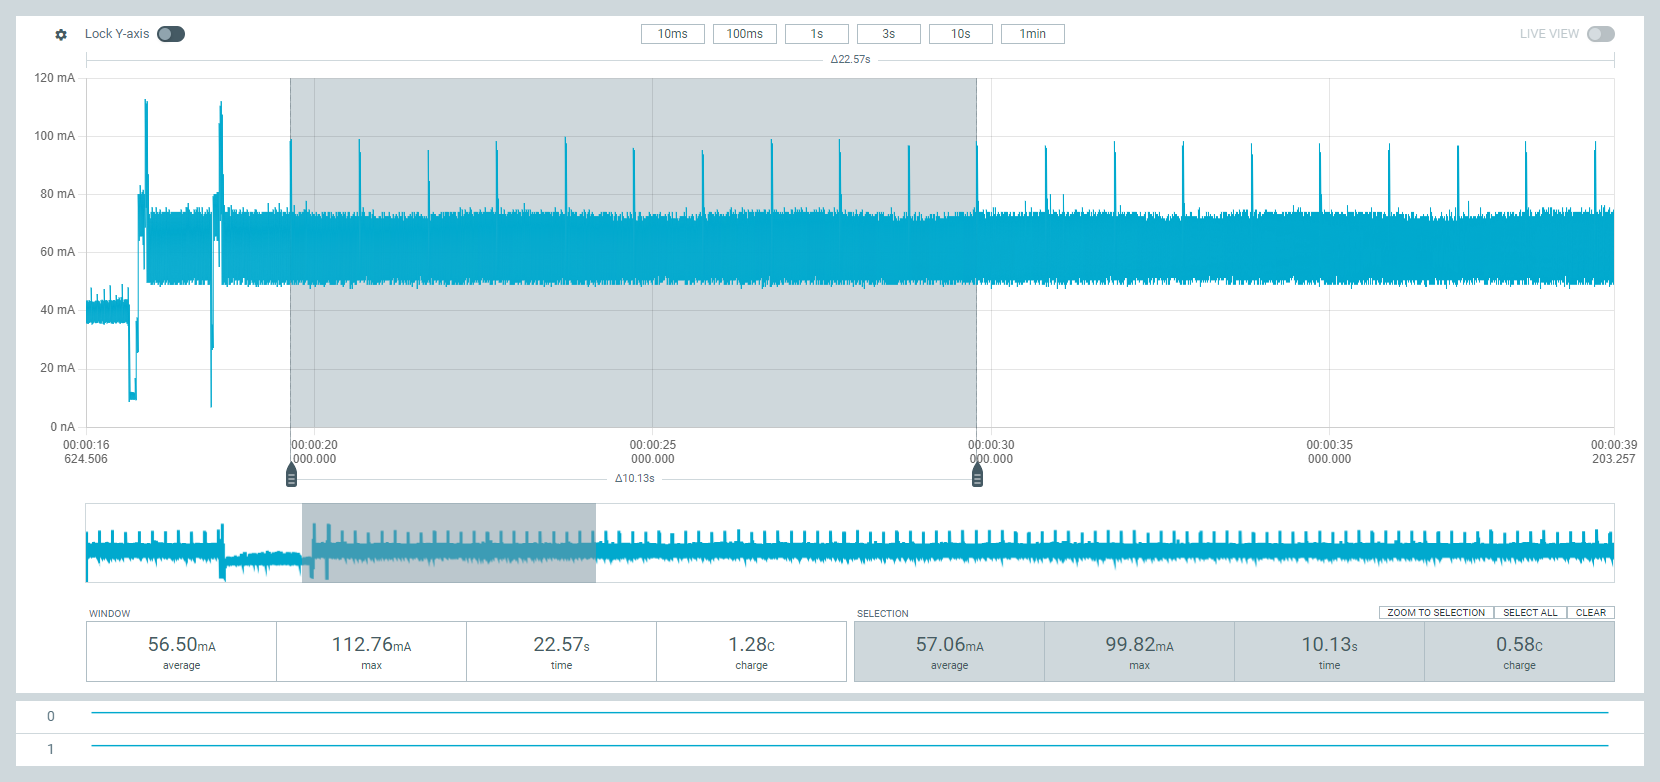 Lock Y-axis
10ms 100ms 1s 3s 10s 1min
LIVE VIEW
Δ22.57s
120 mA
100 mA
80 mA
60 mA
40 mA
20 mA
0 nA
00:00:16 00:00:20 00:00:25 00:00:30 00:00:35 00:00:39
624.506 000.000 000.000 000.000 000.000 203.257
Δ10.13s
WINDOW
56.50mA 112.76mA 22.57s 1.28C
average max time charge
SELECTION ZOOM TO SELECTION SELECT ALL CLEAR
57.06mA 99.82mA 10.13s 0.58C
average max time charge
0
1